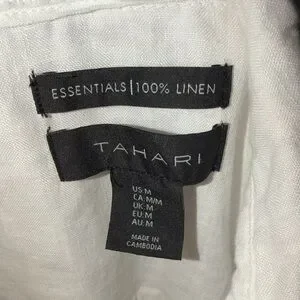 ESSENTIALS | 100% LINEN
TAHARI
US: M
CA: M/M
UK: M
EU: M
AU: M
MADE IN
CAMBODIA